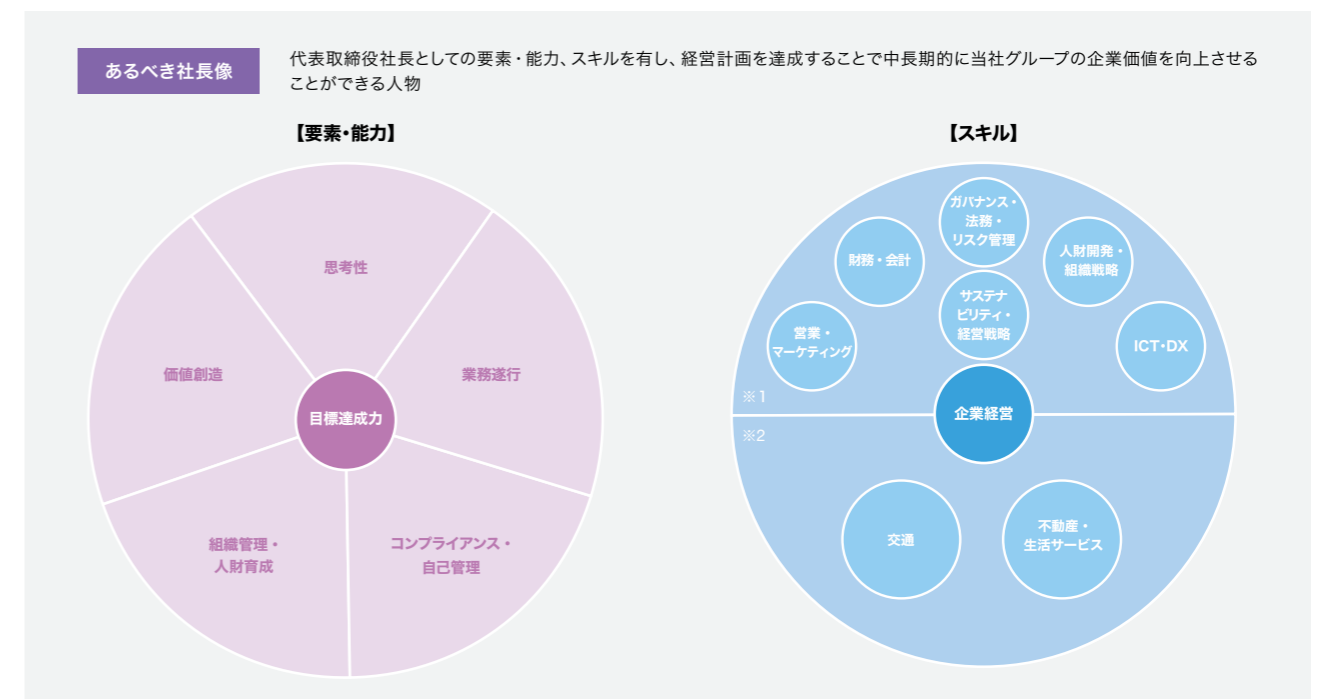 あるべき社長像
代表取締役社長としての要素・能力、スキルを有し、経営計画を達成することで中長期的に当社グループの企業価値を向上させる
ことができる人物
【要素・能力】
思考性
価値創造
業務遂行
目標達成力
組織管理・
人財育成
コンプライアンス・
自己管理
【スキル】
ガバナンス・
法務・
リスク管理
財務・会計
人財開発・
組織戦略
サステナ
ビリティ・
経営戦略
営業・
マーケティング
ICT・DX
※1
企業経営
※2
交通
不動産・
生活サービス